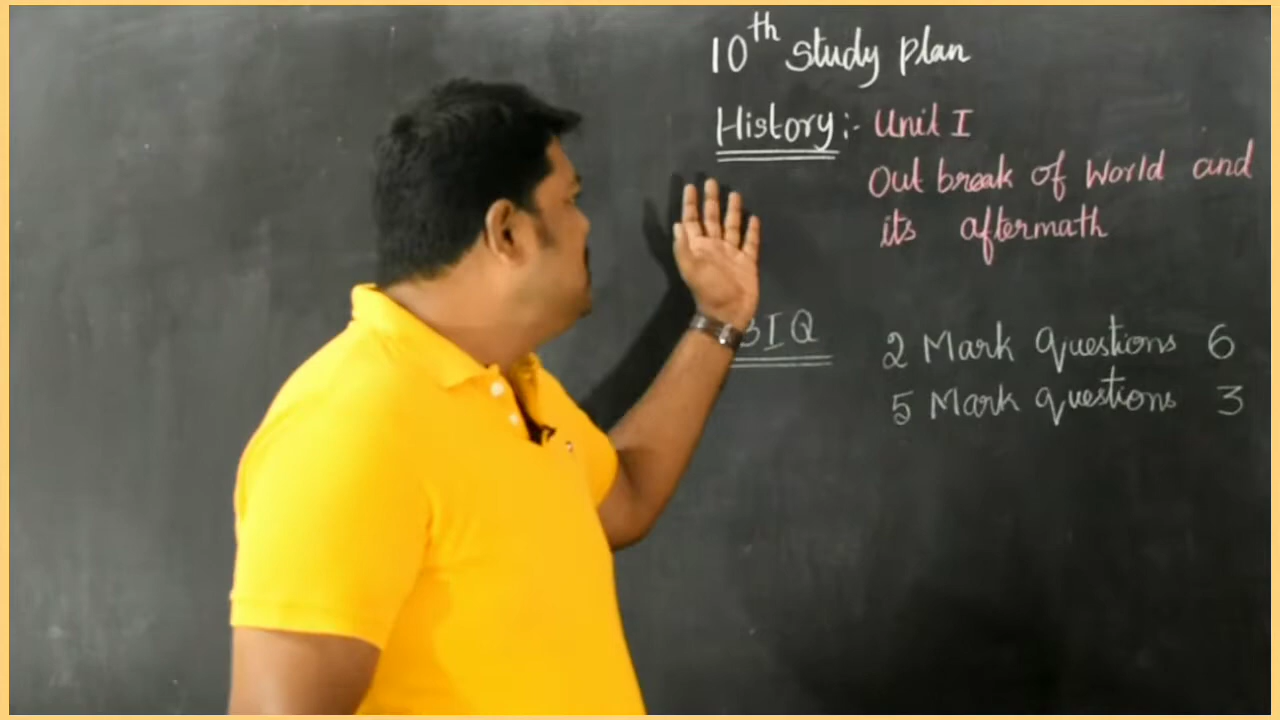 10th study plan
History:- Unit I
Out break of World and
its aftermath
BIQ 2 Mark Questions 6
5 Mark questions 3